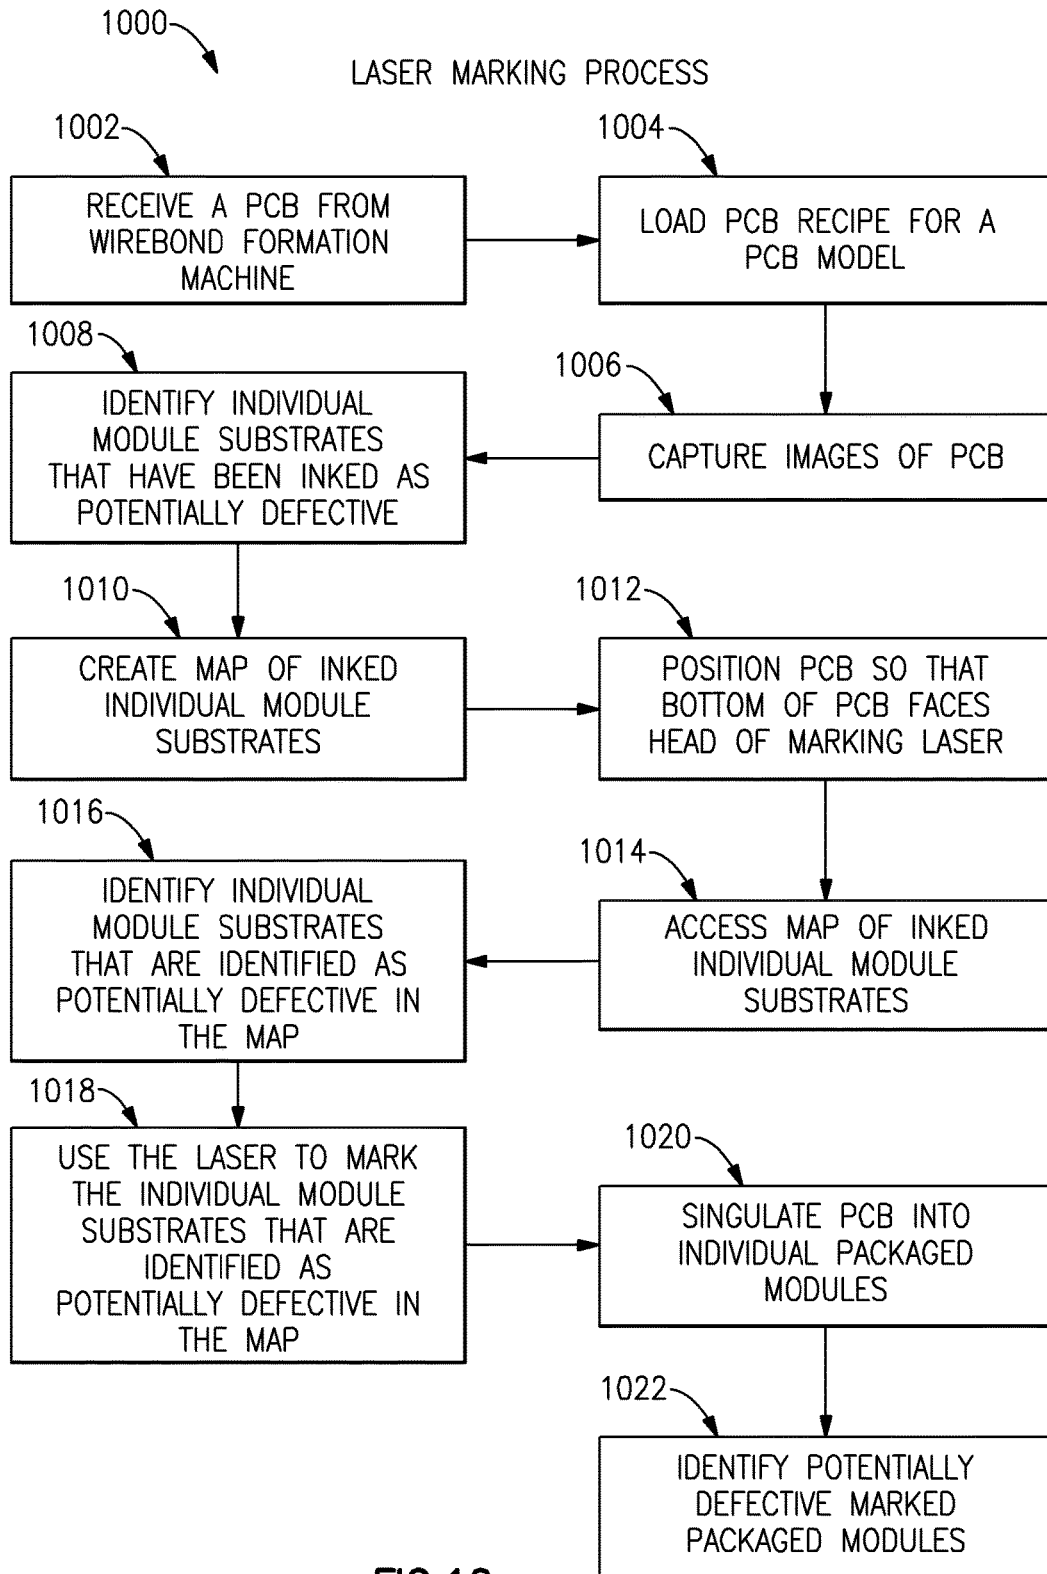 1000
LASER MARKING PROCESS
1002
RECEIVE A PCB FROM
WIREBOND FORMATION
MACHINE
1004
LOAD PCB RECIPE FOR A
PCB MODEL
1006
CAPTURE IMAGES OF PCB
1008
IDENTIFY INDIVIDUAL
MODULE SUBSTRATES
THAT HAVE BEEN INKED AS
POTENTIALLY DEFECTIVE
1010
CREATE MAP OF INKED
INDIVIDUAL MODULE
SUBSTRATES
1012
POSITION PCB SO THAT
BOTTOM OF PCB FACES
HEAD OF MARKING LASER
1014
ACCESS MAP OF INKED
INDIVIDUAL MODULE
SUBSTRATES
1016
IDENTIFY INDIVIDUAL
MODULE SUBSTRATES
THAT ARE IDENTIFIED AS
POTENTIALLY DEFECTIVE IN
THE MAP
1018
USE THE LASER TO MARK
THE INDIVIDUAL MODULE
SUBSTRATES THAT ARE
IDENTIFIED AS
POTENTIALLY DEFECTIVE IN
THE MAP
1020
SINGULATE PCB INTO
INDIVIDUAL PACKAGED
MODULES
1022
IDENTIFY POTENTIALLY
DEFECTIVE MARKED
PACKAGED MODULES